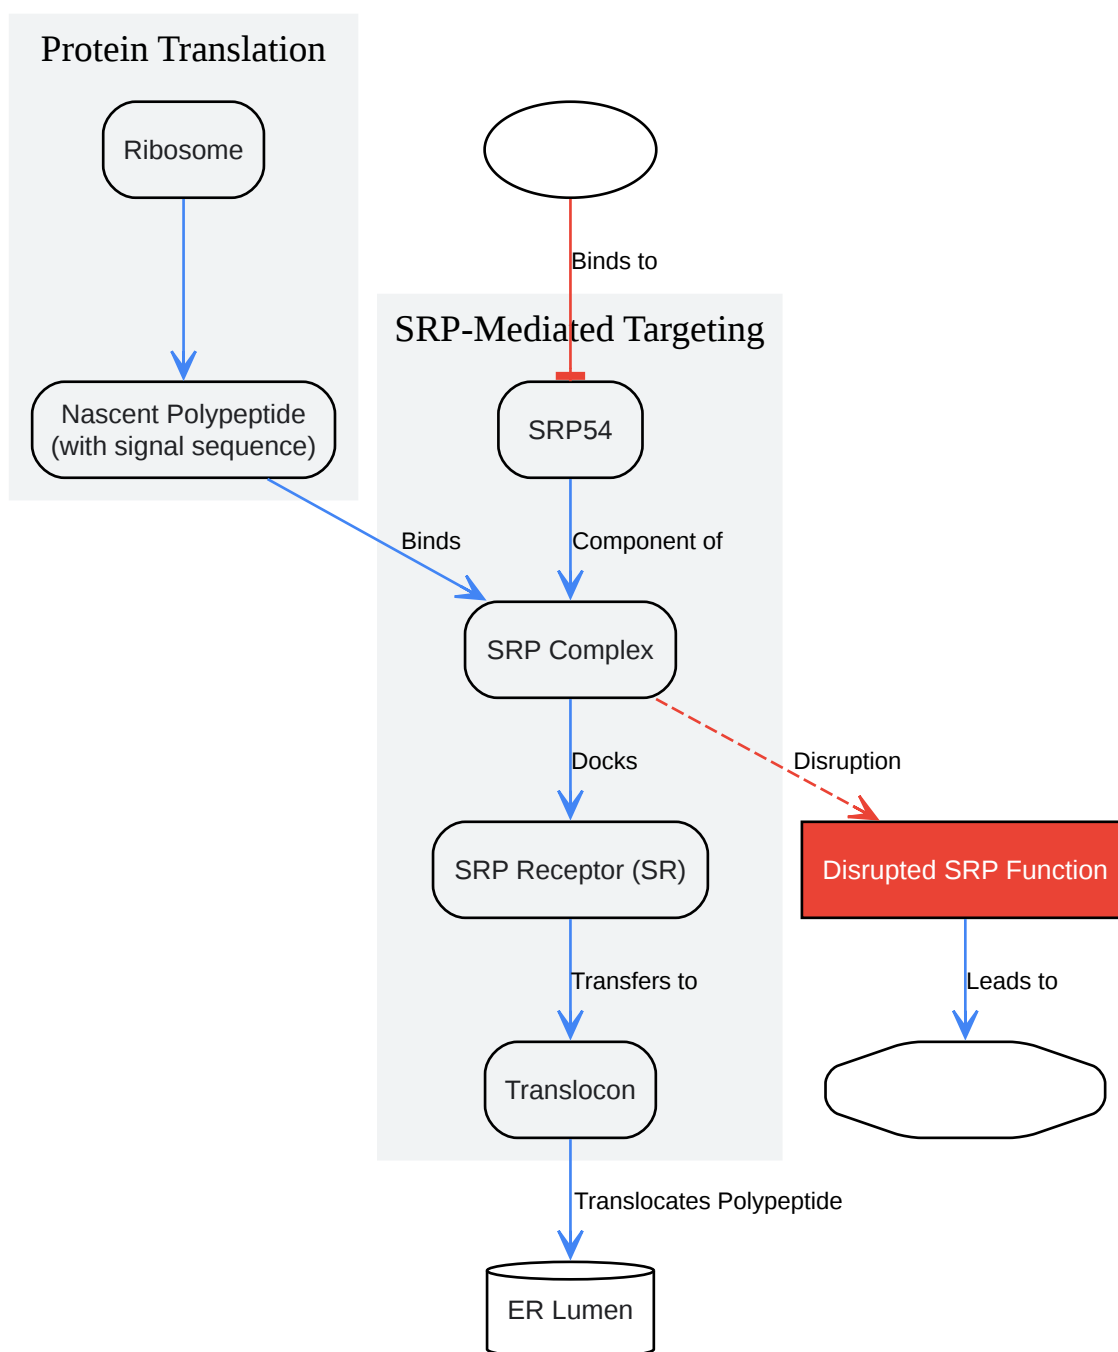 Protein Translation
Ribosome
Binds to
SRP-Mediated Targeting
Nascent Polypeptide
(with signal sequence)
SRP54
Binds
Component of
SRP Complex
Docks
Disruption
SRP Receptor (SR)
Disrupted SRP Function
Transfers to
Leads to
Translocon
Translocates Polypeptide
ER Lumen